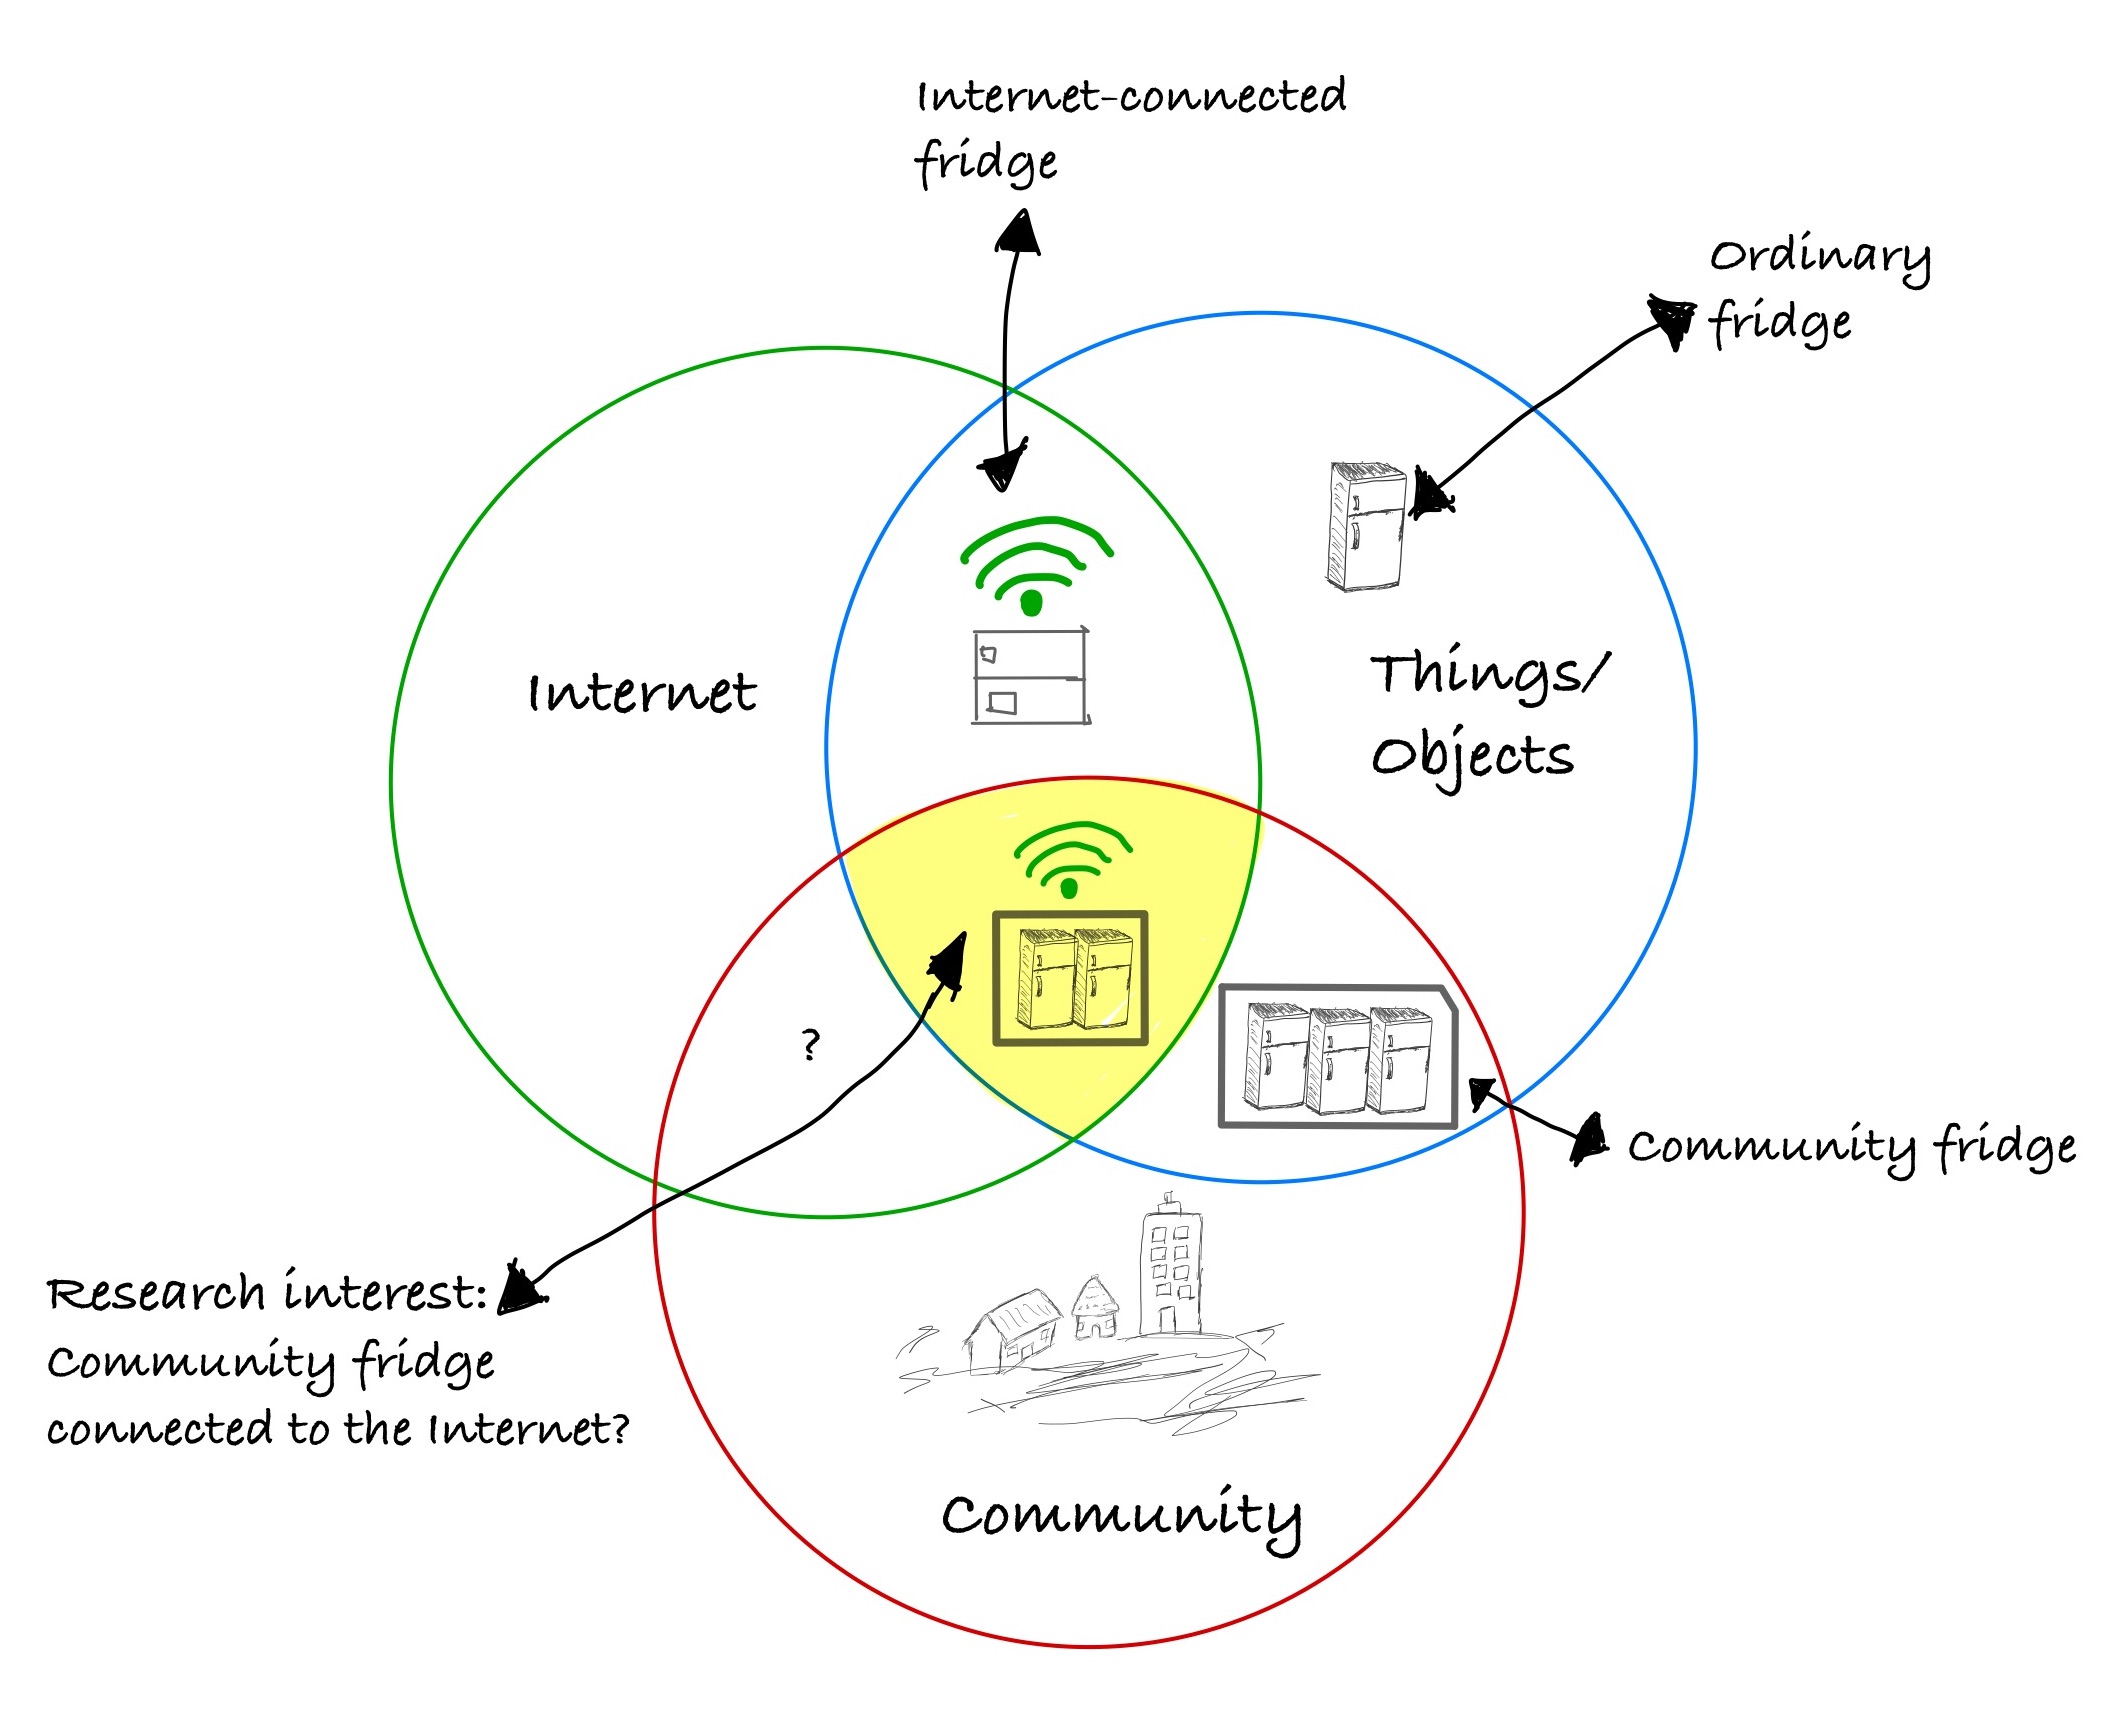 Internet-connected
fridge
Ordinary
fridge
Internet
Things/
Objects
?
Community fridge
Research interest:
Community fridge
connected to the Internet?
Community